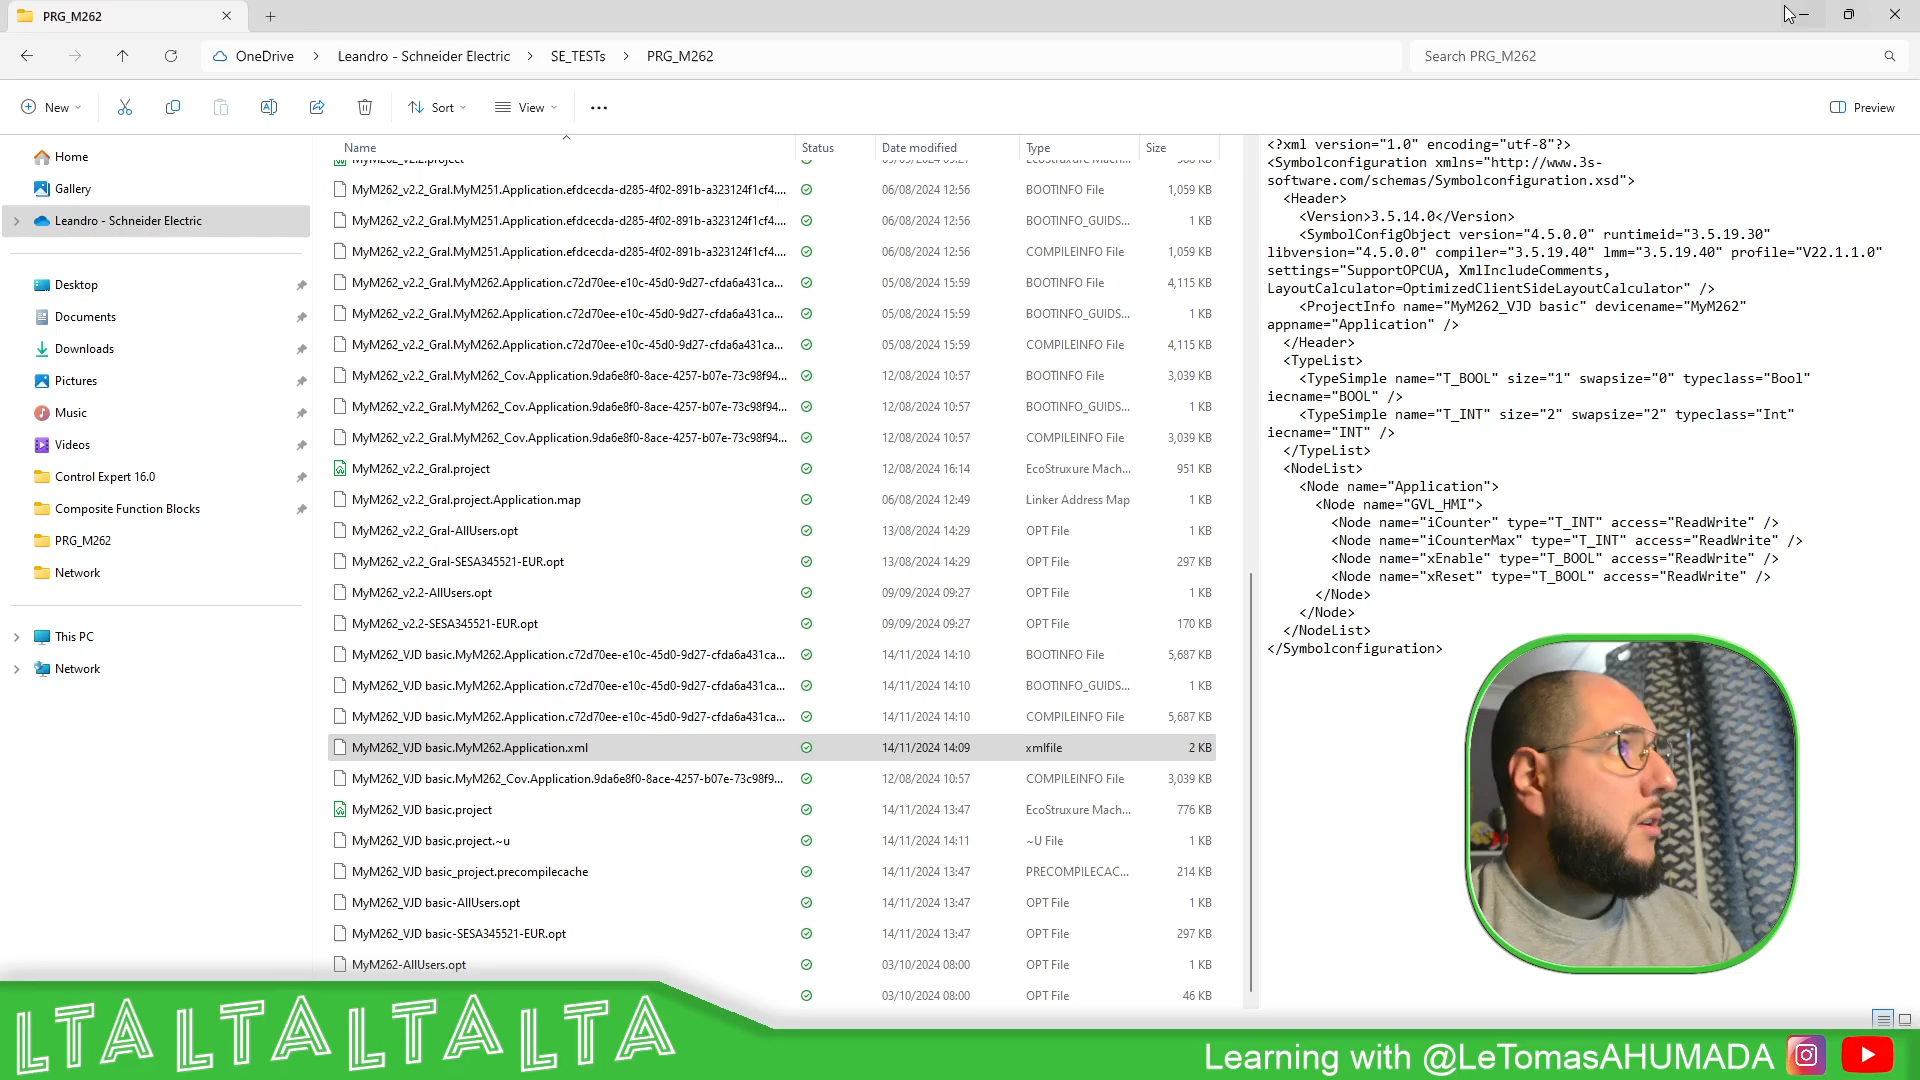 PRG_M262
OneDrive > Leandro - Schneider Electric > SE_TESTs > PRG_M262
Search PRG_M262
New
Sort
View
Preview
Home
Gallery
Leandro - Schneider Electric
Desktop
Documents
Downloads
Pictures
Music
Videos
Control Expert 16.0
Composite Function Blocks
PRG_M262
Network
This PC
Network
Name Status Date modified Type Size
MyM262_v2.2_Gral.MyM251.Application.efdcecda-d285-4f02-891b-a323124f1cf4.... 06/08/2024 12:56 BOOTINFO File 1,059 KB
MyM262_v2.2_Gral.MyM251.Application.efdcecda-d285-4f02-891b-a323124f1cf4.... 06/08/2024 12:56 BOOTINFO_GUIDS... 1 KB
MyM262_v2.2_Gral.MyM251.Application.efdcecda-d285-4f02-891b-a323124f1cf4.... 06/08/2024 12:56 COMPILEINFO File 1,059 KB
MyM262_v2.2_Gral.MyM262.Application.c72d70ee-e10c-45d0-9d27-cfda6a431ca... 05/08/2024 15:59 BOOTINFO File 4,115 KB
MyM262_v2.2_Gral.MyM262.Application.c72d70ee-e10c-45d0-9d27-cfda6a431ca... 05/08/2024 15:59 BOOTINFO_GUIDS... 1 KB
MyM262_v2.2_Gral.MyM262.Application.c72d70ee-e10c-45d0-9d27-cfda6a431ca... 05/08/2024 15:59 COMPILEINFO File 4,115 KB
MyM262_v2.2_Gral.MyM262_Cov.Application.9da6e8f0-8ace-4257-b07e-73c98f94... 12/08/2024 10:57 BOOTINFO File 3,039 KB
MyM262_v2.2_Gral.MyM262_Cov.Application.9da6e8f0-8ace-4257-b07e-73c98f94... 12/08/2024 10:57 BOOTINFO_GUIDS... 1 KB
MyM262_v2.2_Gral.MyM262_Cov.Application.9da6e8f0-8ace-4257-b07e-73c98f94... 12/08/2024 10:57 COMPILEINFO File 3,039 KB
MyM262_v2.2_Gral.project 12/08/2024 16:14 EcoStruxure Mach... 951 KB
MyM262_v2.2_Gral.project.Application.map 06/08/2024 12:49 Linker Address Map 1 KB
MyM262_v2.2_Gral-AllUsers.opt 13/08/2024 14:29 OPT File 1 KB
MyM262_v2.2_Gral-SESA345521-EUR.opt 13/08/2024 14:29 OPT File 297 KB
MyM262_v2.2-AllUsers.opt 09/09/2024 09:27 OPT File 1 KB
MyM262_v2.2-SESA345521-EUR.opt 09/09/2024 09:27 OPT File 170 KB
MyM262_VJD basic.MyM262.Application.c72d70ee-e10c-45d0-9d27-cfda6a431ca... 14/11/2024 14:10 BOOTINFO File 5,687 KB
MyM262_VJD basic.MyM262.Application.c72d70ee-e10c-45d0-9d27-cfda6a431ca... 14/11/2024 14:10 BOOTINFO_GUIDS... 1 KB
MyM262_VJD basic.MyM262.Application.c72d70ee-e10c-45d0-9d27-cfda6a431ca... 14/11/2024 14:10 COMPILEINFO File 5,687 KB
MyM262_VJD basic.MyM262.Application.xml 14/11/2024 14:09 xmlfile 2 KB
MyM262_VJD basic.MyM262_Cov.Application.9da6e8f0-8ace-4257-b07e-73c98f9... 12/08/2024 10:57 COMPILEINFO File 3,039 KB
MyM262_VJD basic.project 14/11/2024 13:47 EcoStruxure Mach... 776 KB
MyM262_VJD basic.project.~u 14/11/2024 14:11 ~U File 1 KB
MyM262_VJD basic_project.precompilecache 14/11/2024 13:47 PRECOMPILECAC... 214 KB
MyM262_VJD basic-AllUsers.opt 14/11/2024 13:47 OPT File 1 KB
MyM262_VJD basic-SESA345521-EUR.opt 14/11/2024 13:47 OPT File 297 KB
MyM262-AllUsers.opt 03/10/2024 08:00 OPT File 1 KB
03/10/2024 08:00 OPT File 46 KB
<?xml version="1.0" encoding="utf-8"?>
<Symbolconfiguration xmlns="http://www.3s-
software.com/schemas/Symbolconfiguration.xsd">
<Header>
<Version>3.5.14.0</Version>
<SymbolConfigObject version="4.5.0.0" runtimeid="3.5.19.30"
libversion="4.5.0.0" compiler="3.5.19.40" lmm="3.5.19.40" profile="V22.1.1.0"
settings="SupportOPCUA, XmlIncludeComments,
LayoutCalculator=OptimizedClientSideLayoutCalculator" />
<ProjectInfo name="MyM262_VJD basic" devicename="MyM262"
appname="Application" />
</Header>
<TypeList>
<TypeSimple name="T_BOOL" size="1" swapsize="0" typeclass="Bool"
iecname="BOOL" />
<TypeSimple name="T_INT" size="2" swapsize="2" typeclass="Int"
iecname="INT" />
</TypeList>
<NodeList>
<Node name="Application">
<Node name="GVL_HMI">
<Node name="iCounter" type="T_INT" access="ReadWrite" />
<Node name="iCounterMax" type="T_INT" access="ReadWrite" />
<Node name="xEnable" type="T_BOOL" access="ReadWrite" />
<Node name="xReset" type="T_BOOL" access="ReadWrite" />
</Node>
</Node>
</NodeList>
</Symbolconfiguration>
LTALTALTALTA
Learning with @LeTomasAHUMADA